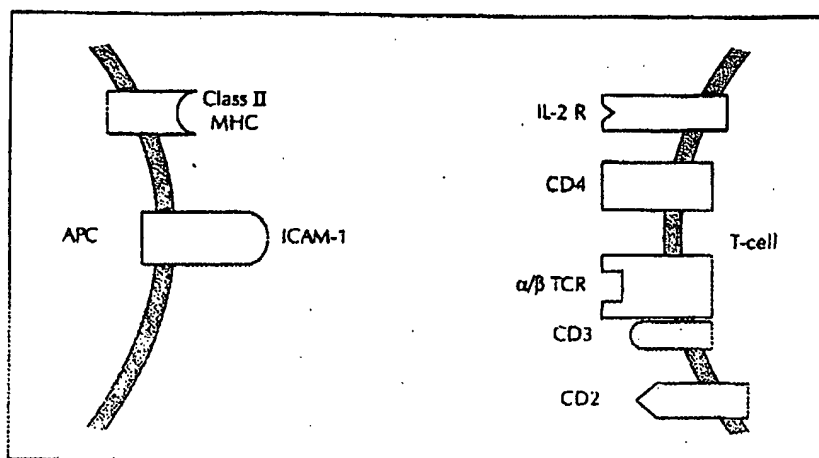 Class II
MHC
APC
ICAM-1
IL-2 R
CD4
T-cell
α/β TCR
CD3
CD2